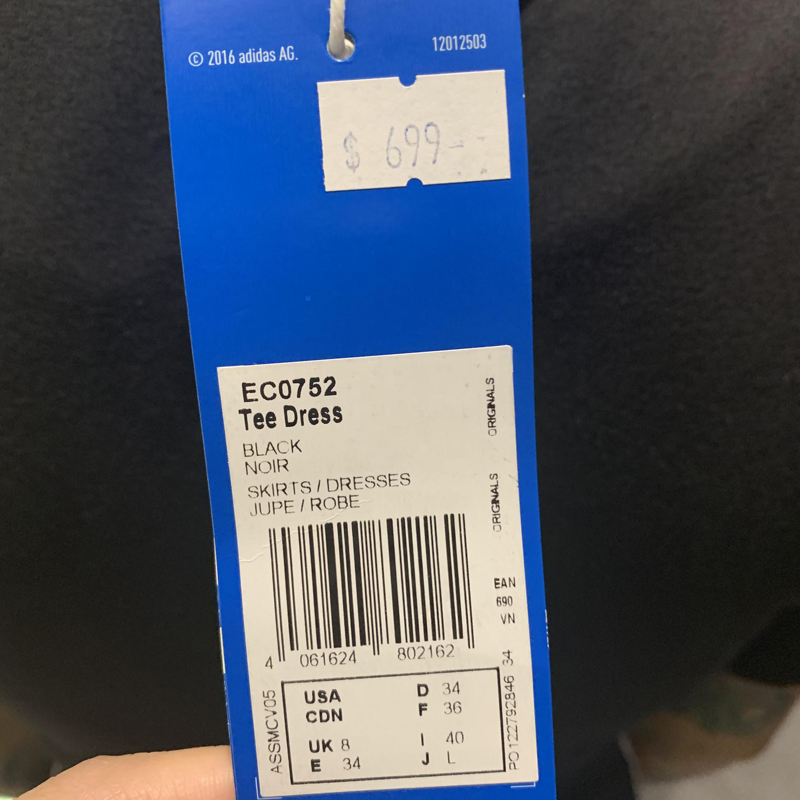 © 2016 adidas AG.
12012503
$ 699-
EC0752
Tee Dress
BLACK
NOIR
SKIRTS / DRESSES
JUPE / ROBE
ORIGINALS
ORIGINALS
EAN
690
VN
4 061624 802162
ASSMCV05
USA
CDN
UK 8
E 34
D 34
F 36
I 40
J L
PO122792846 34